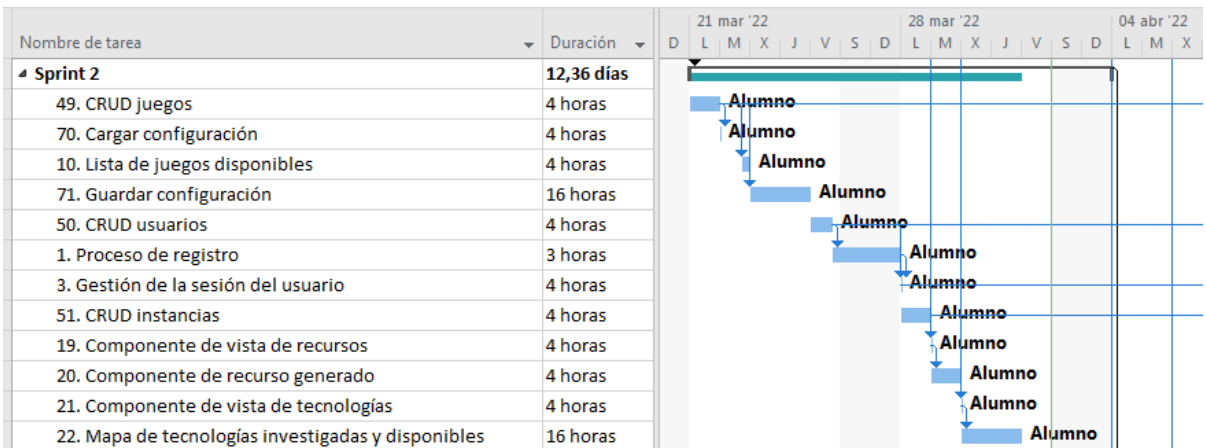 21 mar '22 28 mar '22 04 abr '22
Nombre de tarea Duración D L M X J V S D L M X J V S D L M X
Sprint 2 12,36 días
49. CRUD juegos 4 horas Alumno
70. Cargar configuración 4 horas Alumno
10. Lista de juegos disponibles 4 horas Alumno
71. Guardar configuración 16 horas Alumno
50. CRUD usuarios 4 horas Alumno
1. Proceso de registro 3 horas Alumno
3. Gestión de la sesión del usuario 4 horas Alumno
51. CRUD instancias 4 horas Alumno
19. Componente de vista de recursos 4 horas Alumno
20. Componente de recurso generado 4 horas Alumno
21. Componente de vista de tecnologías 4 horas Alumno
22. Mapa de tecnologías investigadas y disponibles 16 horas Alumno